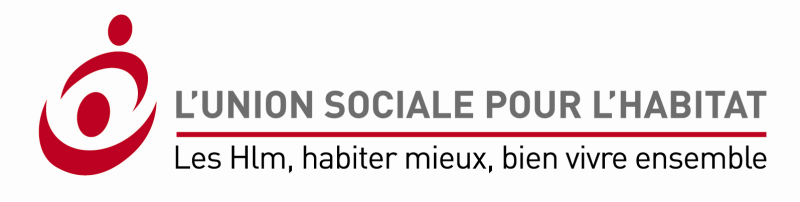 L'UNION SOCIALE POUR L'HABITAT
Les Hlm, habiter mieux, bien vivre ensemble